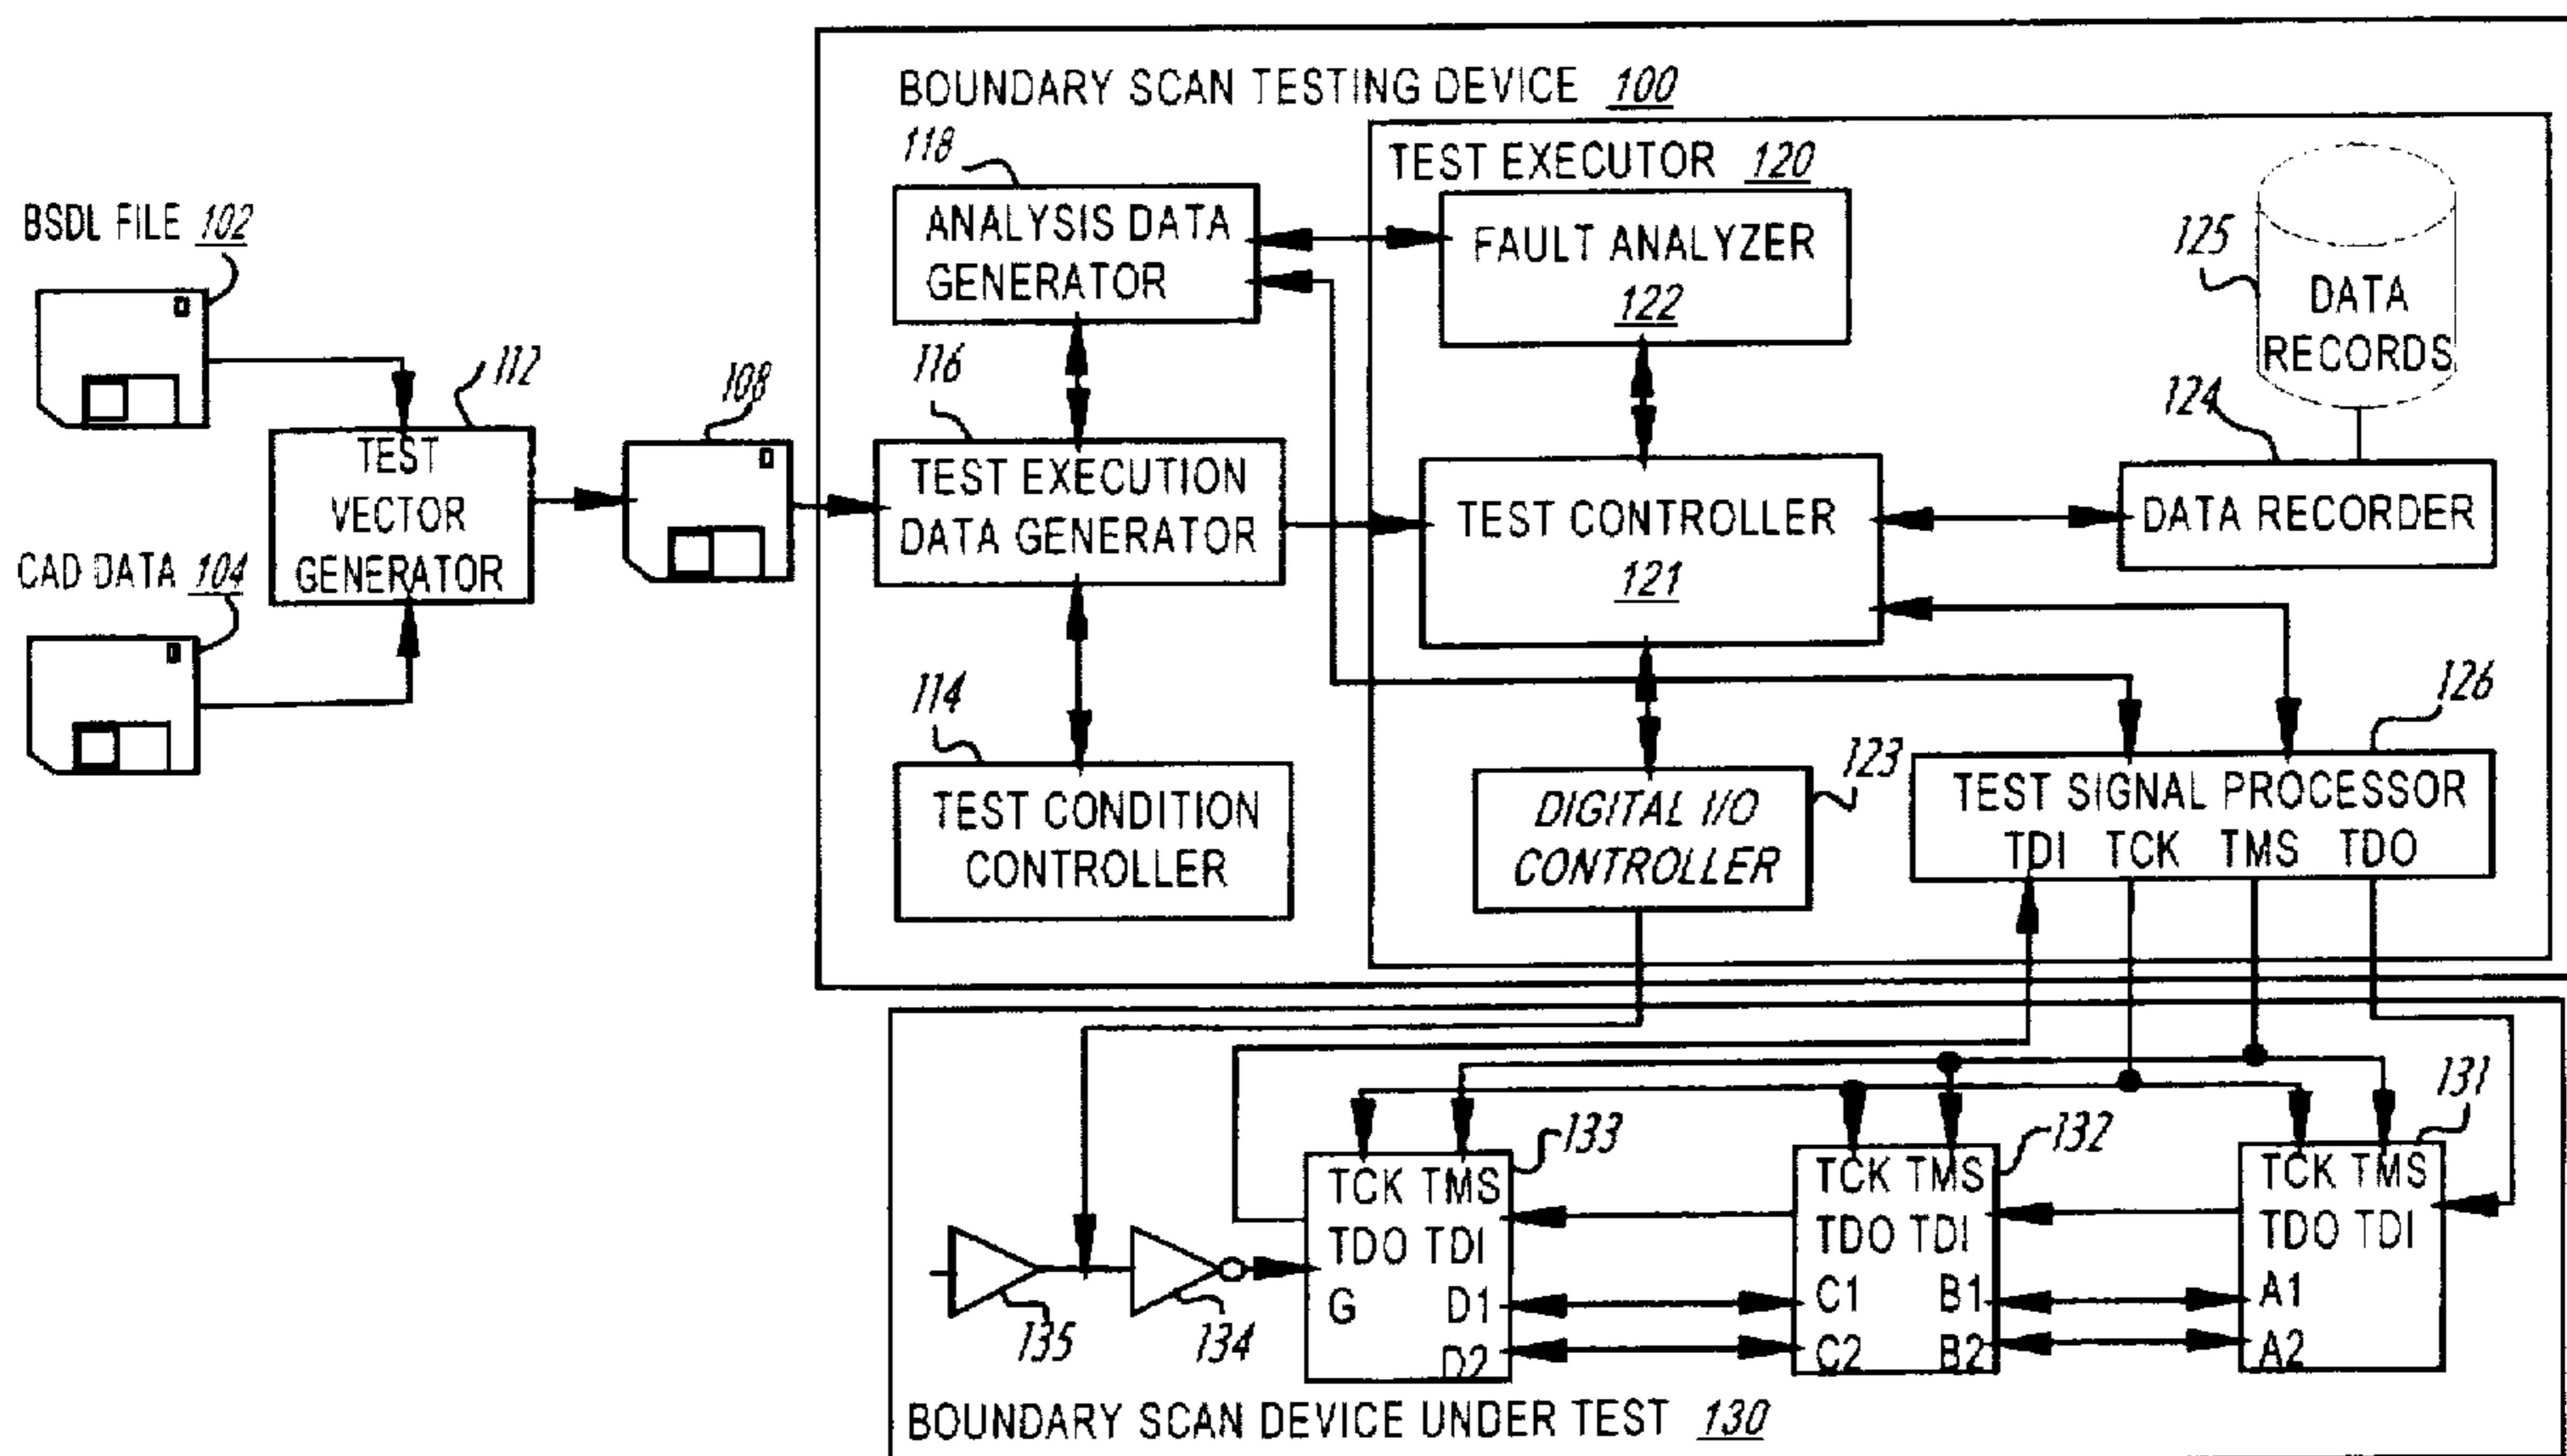 BOUNDARY SCAN TESTING DEVICE 100
118
TEST EXECUTOR 120
BSDL FILE 102
ANALYSIS DATA
GENERATOR
FAULT ANALYZER
122
125
DATA
RECORDS
112
108
116
124
TEST
VECTOR
GENERATOR
TEST EXECUTION
DATA GENERATOR
TEST CONTROLLER
121
DATA RECORDER
CAD DATA 104
114
126
123
TEST CONDITION
CONTROLLER
DIGITAL I/O
CONTROLLER
TEST SIGNAL PROCESSOR
TDI TCK TMS TDO
133
132
131
TCK TMS
TDO TDI
G D1
D2
TCK TMS
TDO TDI
C1 B1
C2 B2
TCK TMS
TDO TDI
A1
A2
135
134
BOUNDARY SCAN DEVICE UNDER TEST 130